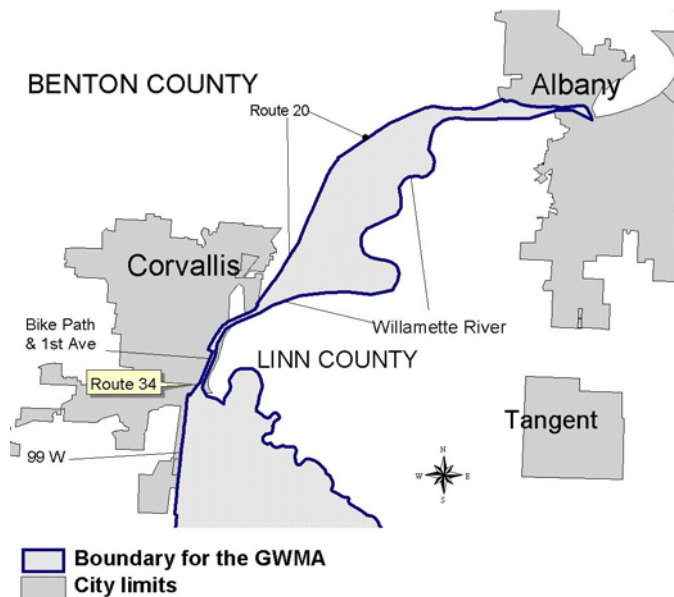 BENTON COUNTY
Albany
Route 20
Corvallis
Bike Path
& 1st Ave
Willamette River
LINN COUNTY
Route 34
Tangent
99 W
N
W
E
S
Boundary for the GWMA
City limits